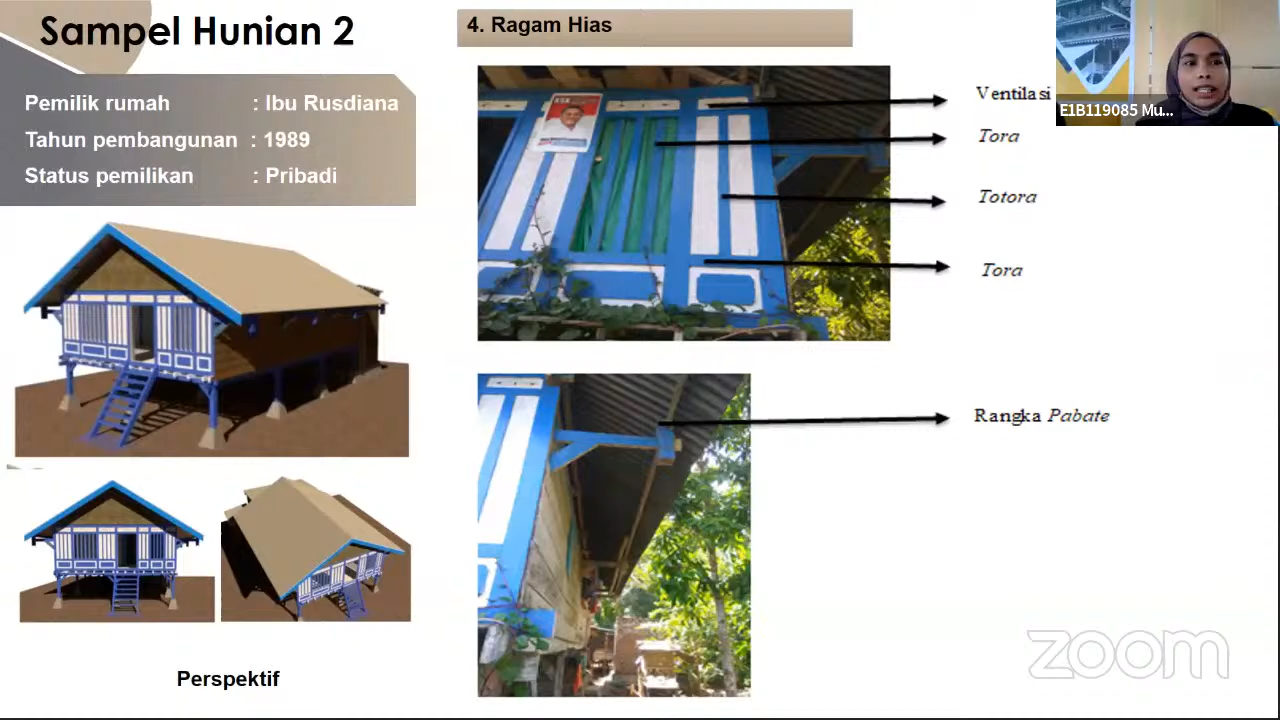 Sampel Hunian 2
4. Ragam Hias
Pemilik rumah : Ibu Rusdiana
Tahun pembangunan : 1989
Status pemilikan : Pribadi
Ventilasi
Tora
Totora
Tora
Rangka Pabate
Perspektif
E1B119085 Mu...
zoom